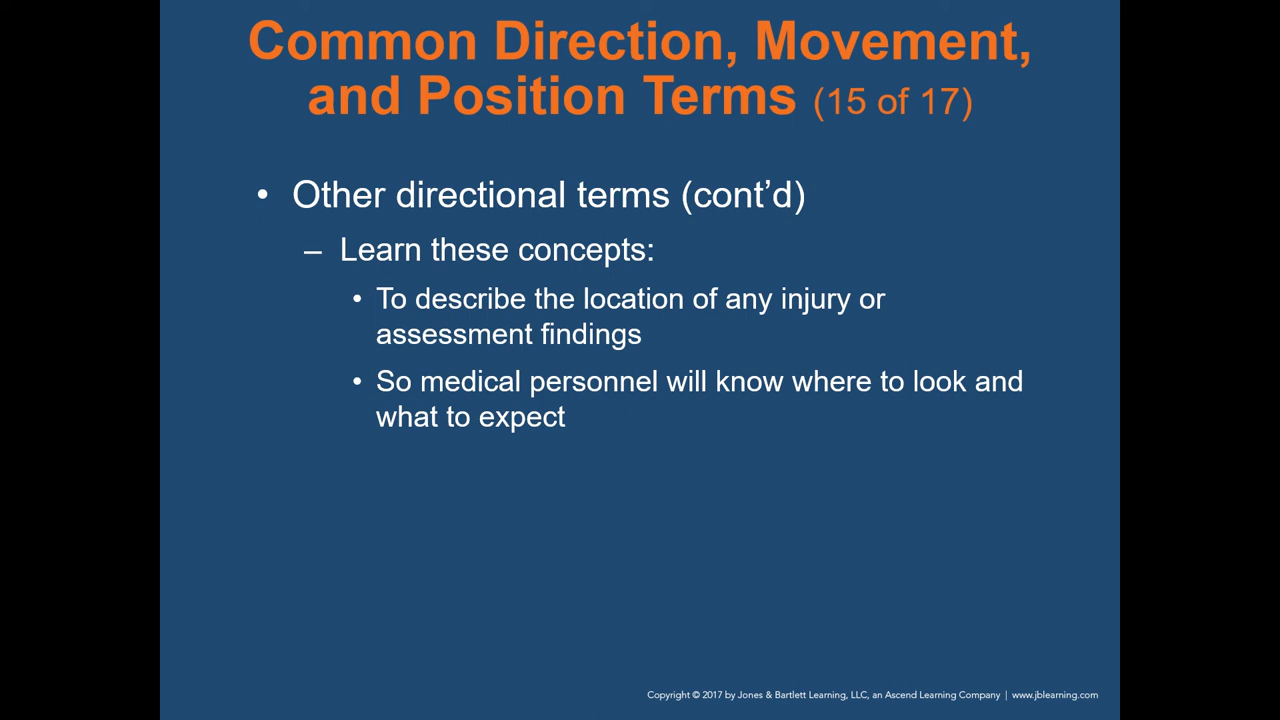 Common Direction, Movement,
and Position Terms (15 of 17)
• Other directional terms (cont’d)
– Learn these concepts:
• To describe the location of any injury or
assessment findings
• So medical personnel will know where to look and
what to expect
Copyright © 2017 by Jones & Bartlett Learning, LLC, an Ascend Learning Company | www.jblearning.com